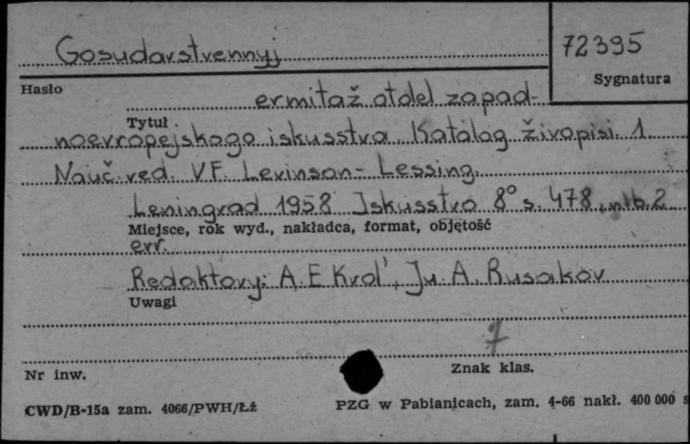 Gosudarstvennyj
72395
Sygnatura
Hasło
ermitaž otdel zapad-
Tytuł
noevropejskogo iskusstva. Katalog živopisi. 1
Nauč. red. V.F. Levinson-Lessing.
Leningrad 1958 Iskusstvo 8° s. 478, nlb. 2
Miejsce, rok wyd., nakładca, format, objętość
err.
Redaktory: A.E Krol', Ju. A. Rusakov
Uwagi
7
Nr inw.
Znak klas.
CWD/B-15a zam. 4066/PWH/Łź
PZG w Pabianicach, zam. 4-66 nakł. 400 000 s